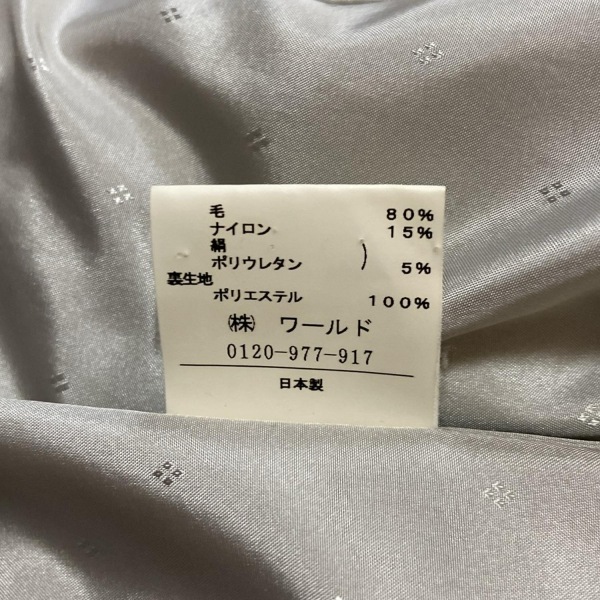 毛 80%
ナイロン 15%
絹
ポリウレタン ) 5%
裏生地
ポリエステル 100%
㈱ ワールド
0120-977-917
日本製